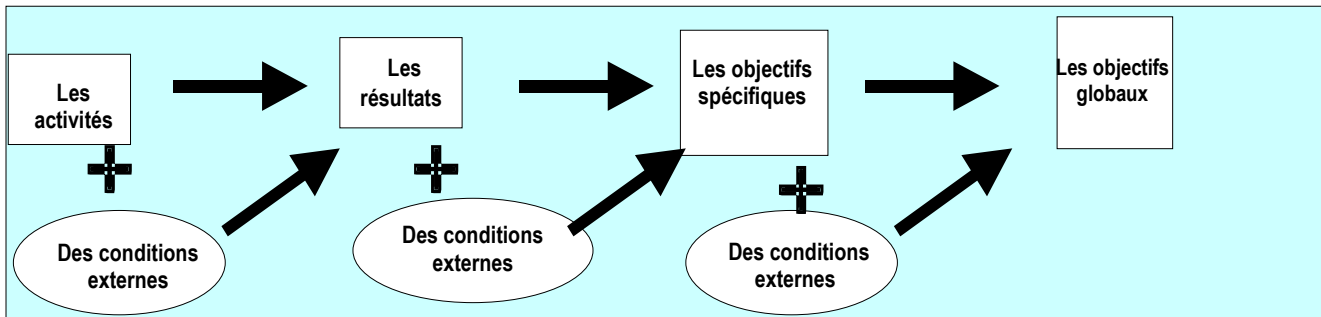 Les
activités
Les
résultats
Les objectifs
spécifiques
Les objectifs
globaux
Des conditions
externes
Des conditions
externes
Des conditions
externes